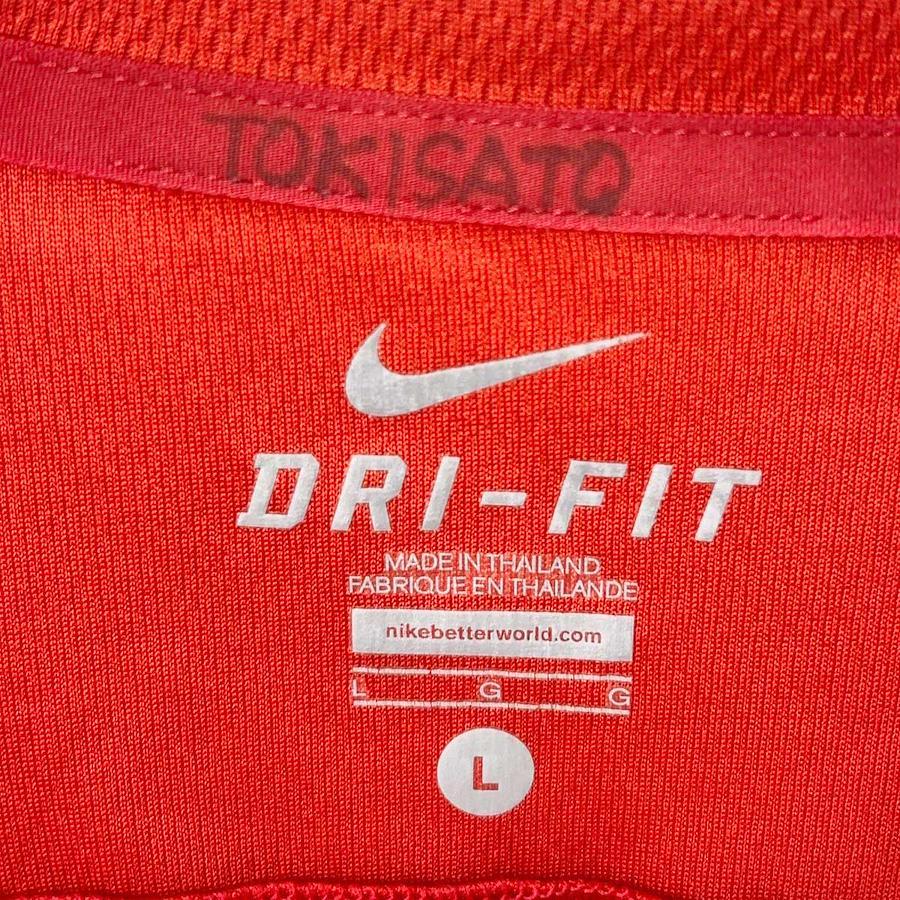 TOKISATO
DRI-FIT
MADE IN THAILAND
FABRIQUE EN THAILANDE
nikebetterworld.com
L G G
L